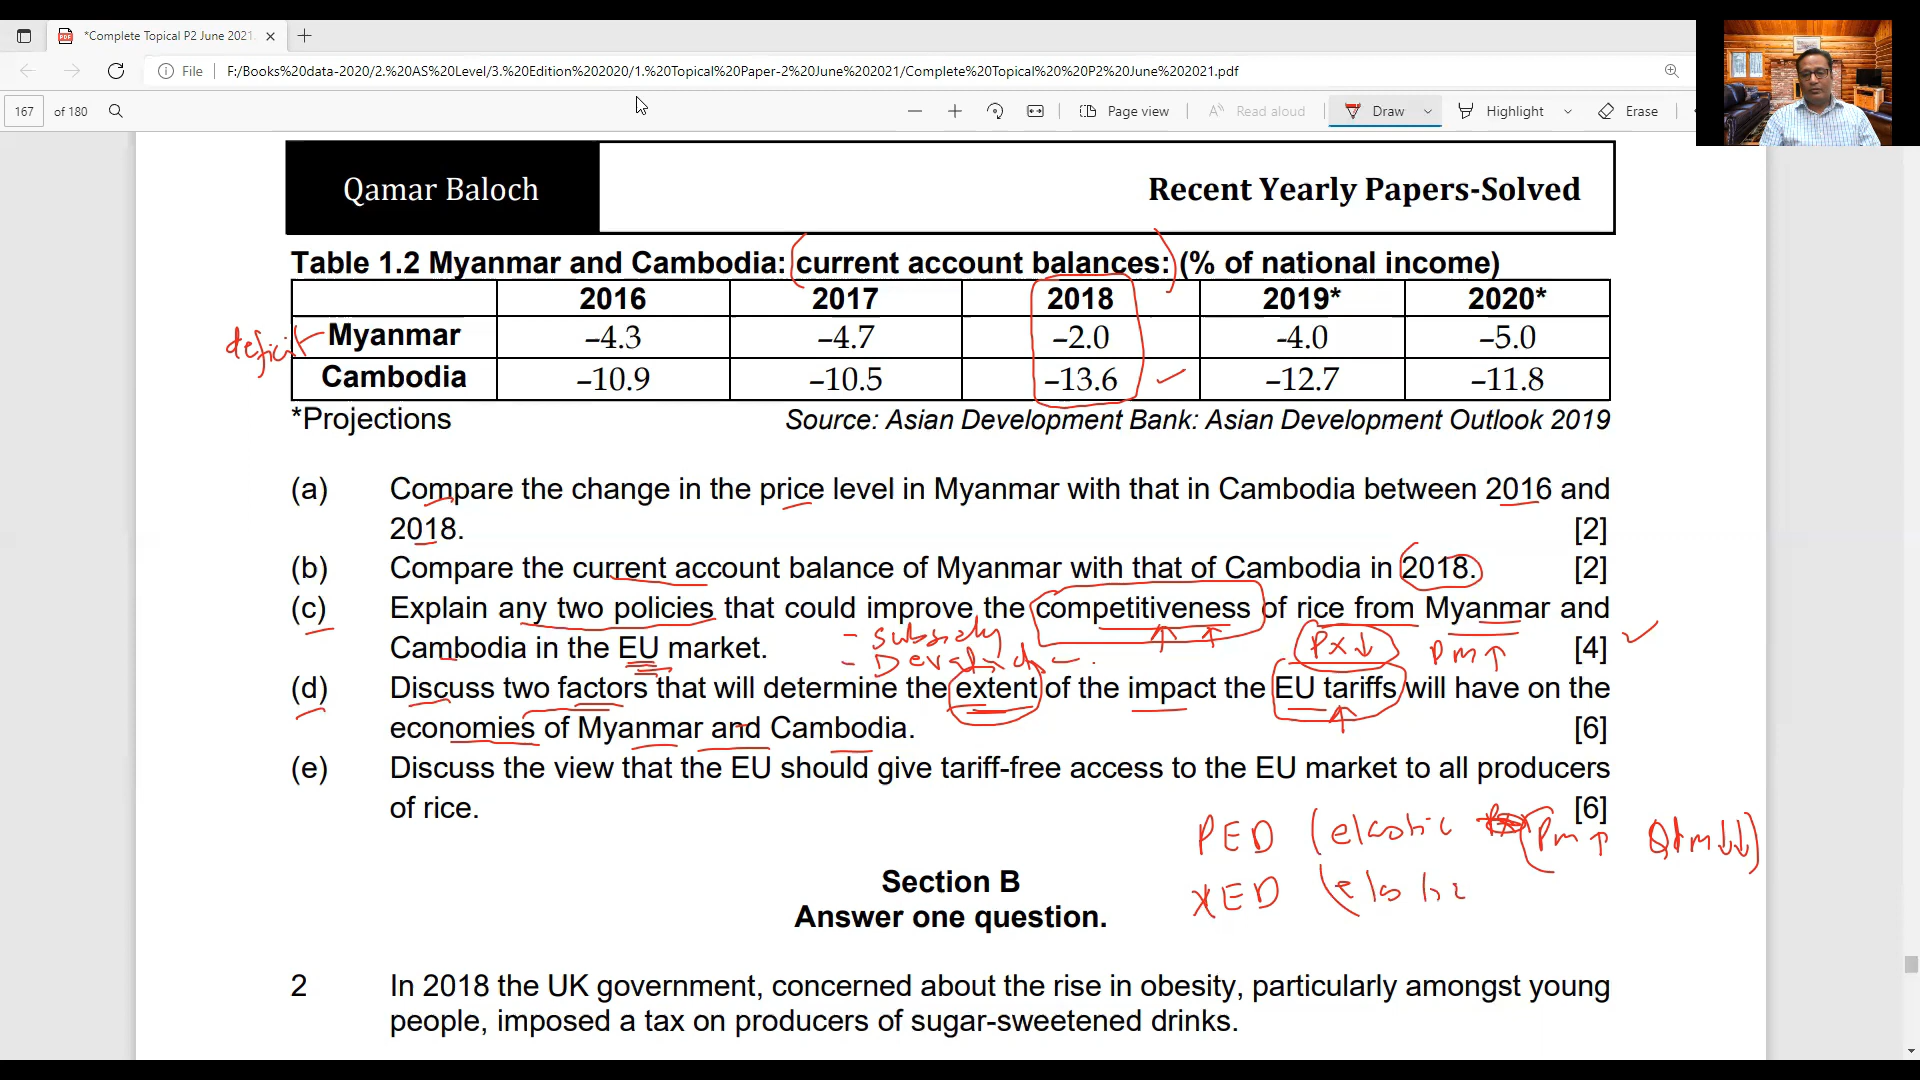 *Complete Topical P2 June 2021
File F:/Books%20data-2020/2.%20AS%20Level/3.%20Edition%202020/1.%20Topical%20Paper-2%20June%202021/Complete%20Topical%20%20P2%20June%202021.pdf
167 of 180 Page view Read aloud Draw Highlight Erase
Qamar Baloch Recent Yearly Papers-Solved
Table 1.2 Myanmar and Cambodia: current account balances: (% of national income)
2016 2017 2018 2019* 2020*
deficit Myanmar –4.3 –4.7 –2.0 -4.0 –5.0
Cambodia –10.9 –10.5 –13.6 –12.7 –11.8
*Projections Source: Asian Development Bank: Asian Development Outlook 2019
(a) Compare the change in the price level in Myanmar with that in Cambodia between 2016 and
2018. [2]
(b) Compare the current account balance of Myanmar with that of Cambodia in 2018. [2]
(c) Explain any two policies that could improve the competitiveness of rice from Myanmar and
- subsidy
Cambodia in the EU market. Px↓ Pm↑ [4]
(d) Discuss two factors that will determine the extent of the impact the EU tariffs will have on the
economies of Myanmar and Cambodia. [6]
(e) Discuss the view that the EU should give tariff-free access to the EU market to all producers
of rice. [6]
PED (elastic Pm↑ Qdm↓↓)
XED
Section B
Answer one question.
2 In 2018 the UK government, concerned about the rise in obesity, particularly amongst young
people, imposed a tax on producers of sugar-sweetened drinks.